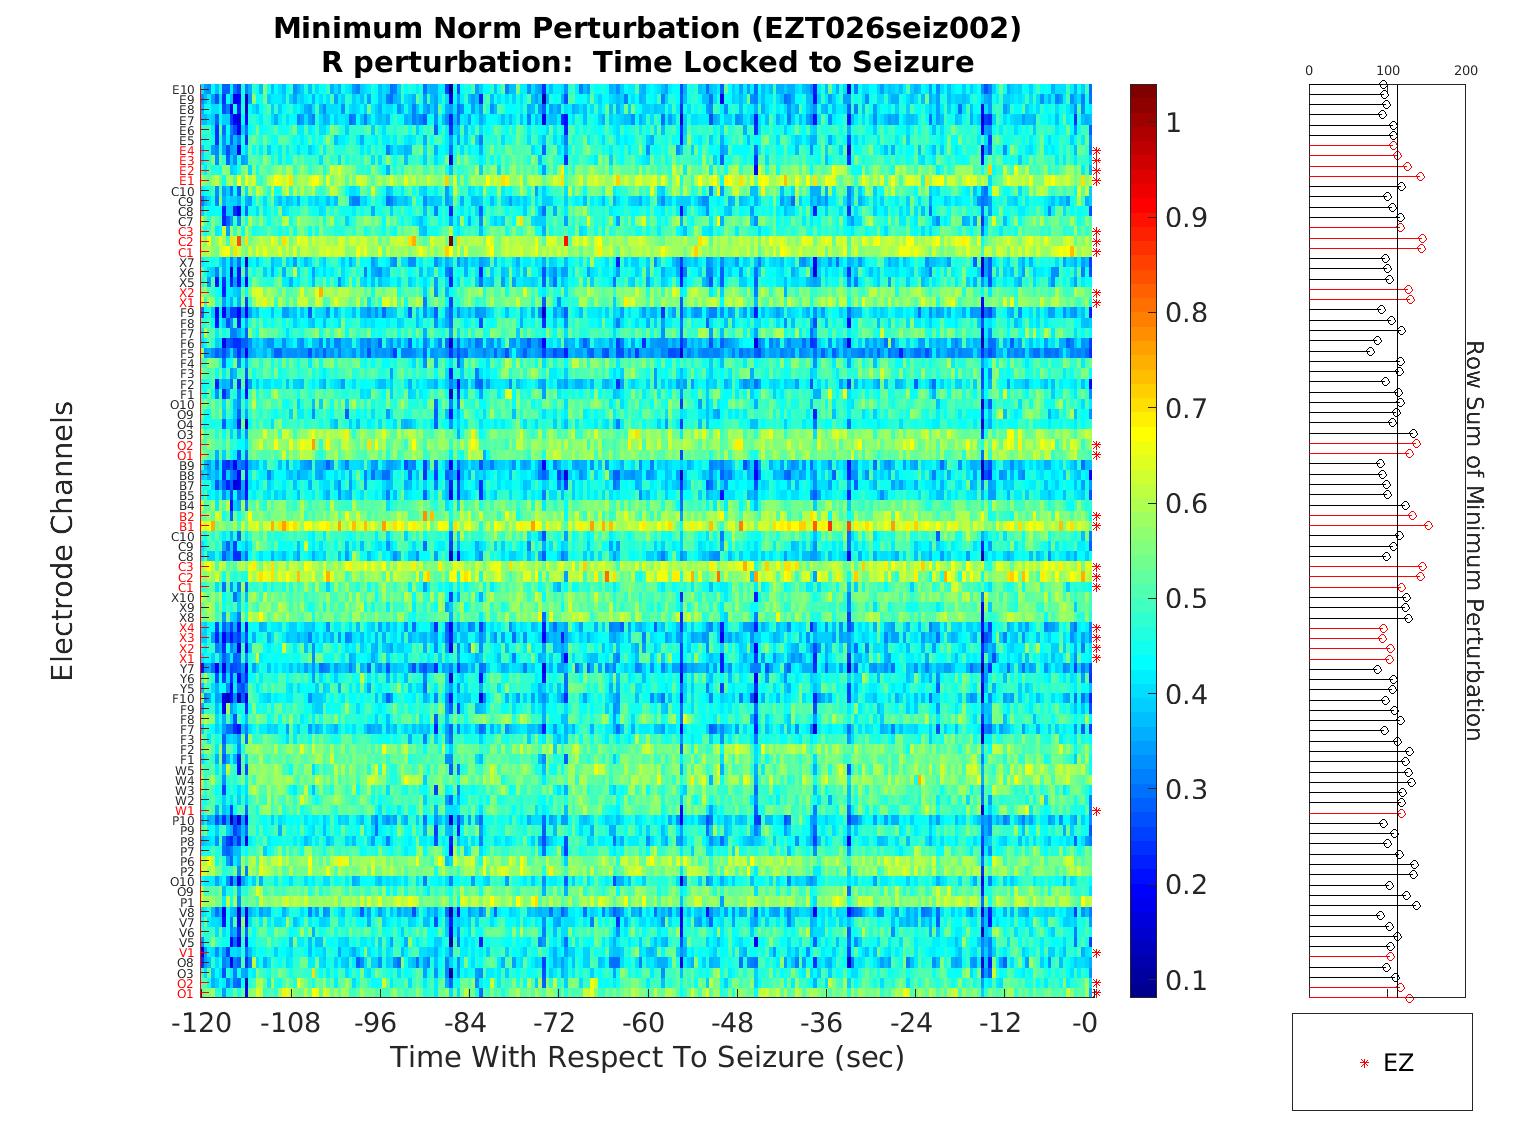 Minimum Norm Perturbation (EZT026seiz002)
R perturbation:  Time Locked to Seizure
Electrode Channels
E10
E9
E8
E7
E6
E5
E4
E3
E2
E1
C10
C9
C8
C7
C3
C2
C1
X7
X6
X5
X2
X1
F9
F8
F7
F6
F5
F4
F3
F2
F1
O10
O9
O4
O3
O2
O1
B9
B8
B7
B5
B4
B2
B1
C10
C9
C8
C3
C2
C1
X10
X9
X8
X4
X3
X2
X1
Y7
Y6
Y5
F10
F9
F8
F7
F3
F2
F1
W5
W4
W3
W2
W1
P10
P9
P8
P7
P6
P2
O10
O9
P1
V8
V7
V6
V5
V1
O8
O3
O2
O1
-120 -108 -96 -84 -72 -60 -48 -36 -24 -12 -0
Time With Respect To Seizure (sec)
1
0.9
0.8
0.7
0.6
0.5
0.4
0.3
0.2
0.1
0 100 200
Row Sum of Minimum Perturbation
EZ